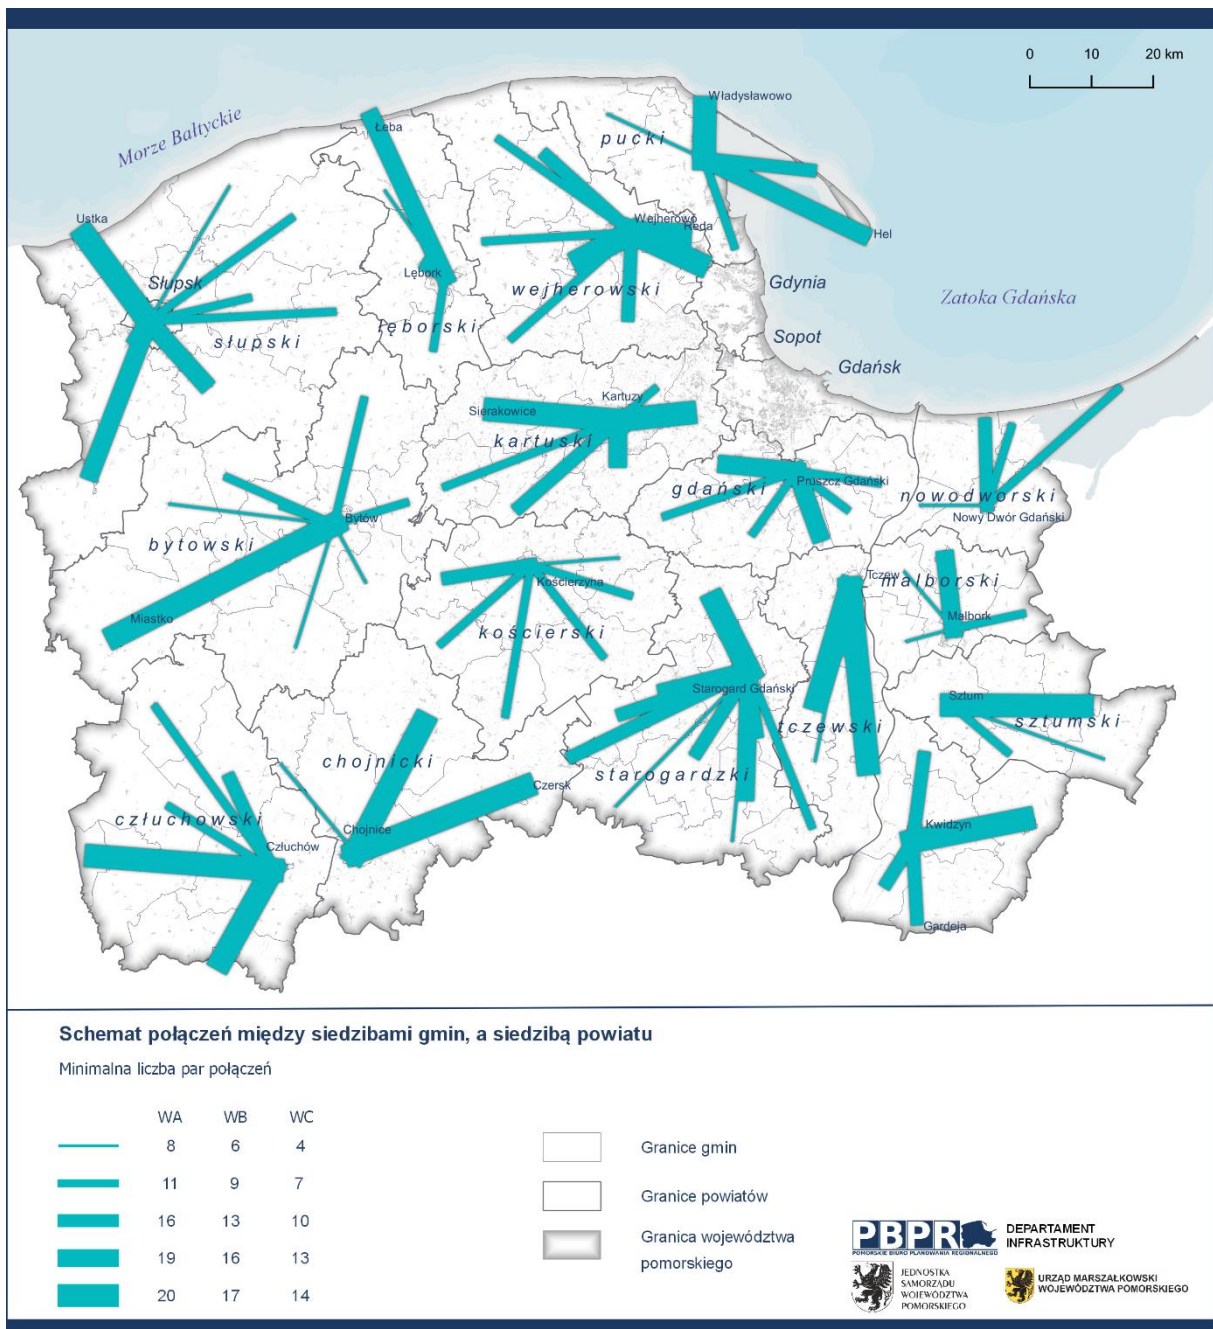 0 10 20 km
Władysławowo
Morze Bałtyckie
Łeba
pucki
Ustka
Wejherowo
Reda
Hel
Słupsk
Lębork
wejherowski
Gdynia
Zatoka Gdańska
słupski
lęborski
Sopot
Gdańsk
Kartuzy
Sierakowice
kartuski
gdański
Pruszcz Gdański
nowodworski
Bytów
Nowy Dwór Gdański
bytowski
Kościerzyna
Tczew
malborski
Miastko
kościerski
Malbork
Starogard Gdański
Sztum
tczewski
sztumski
chojnicki
starogardzki
Czersk
człuchowski
Chojnice
Kwidzyn
Człuchów
Gardeja
Schemat połączeń między siedzibami gmin, a siedzibą powiatu
Minimalna liczba par połączeń
WA WB WC
8 6 4
11 9 7
16 13 10
19 16 13
20 17 14
Granice gmin
Granice powiatów
Granica województwa
pomorskiego
PBPR
POMORSKIE BIURO PLANOWANIA REGIONALNEGO
DEPARTAMENT
INFRASTRUKTURY
JEDNOSTKA
SAMORZĄDU
WOJEWÓDZTWA
POMORSKIEGO
URZĄD MARSZAŁKOWSKI
WOJEWÓDZTWA POMORSKIEGO